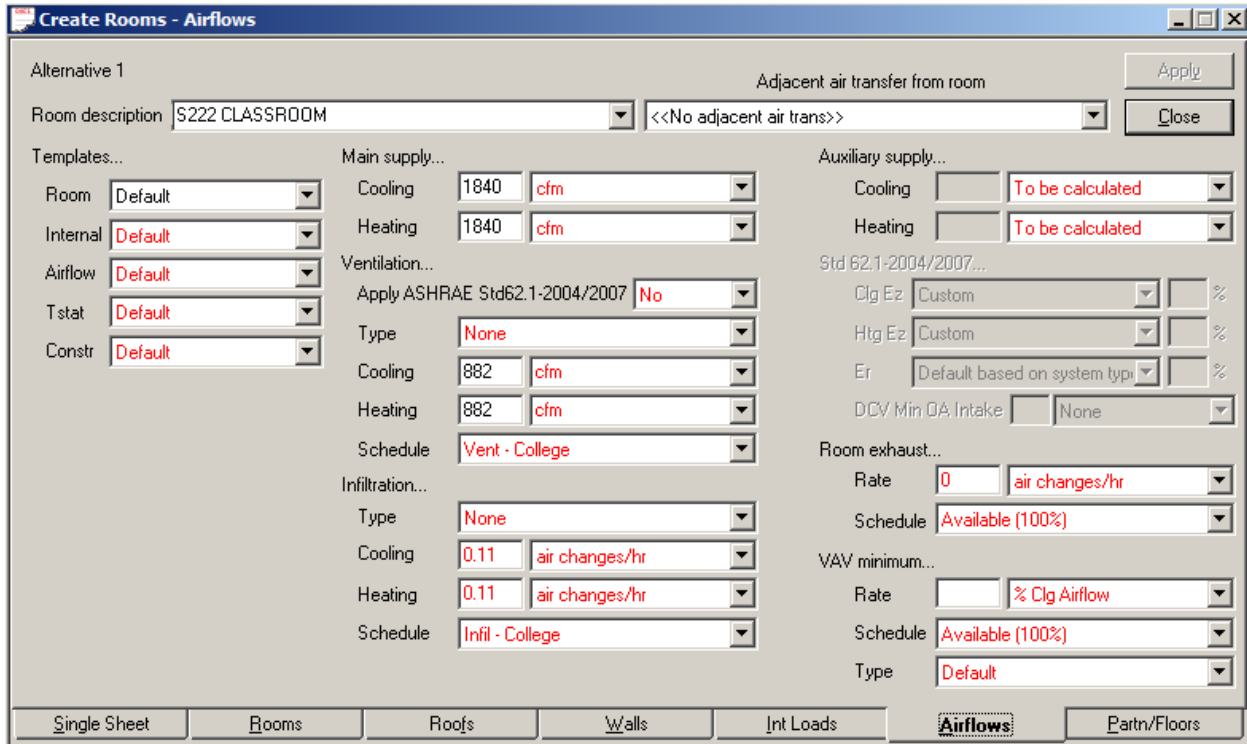 Create Rooms - Airflows
Alternative 1
Adjacent air transfer from room
Apply
Room description S222 CLASSROOM <<No adjacent air trans>> Close
Templates...
Room Default
Internal Default
Airflow Default
Tstat Default
Constr Default
Main supply...
Cooling 1840 cfm
Heating 1840 cfm
Ventilation...
Apply ASHRAE Std62.1-2004/2007 No
Type None
Cooling 882 cfm
Heating 882 cfm
Schedule Vent - College
Infiltration...
Type None
Cooling 0.11 air changes/hr
Heating 0.11 air changes/hr
Schedule Infil - College
Auxiliary supply...
Cooling To be calculated
Heating To be calculated
Std 62.1-2004/2007...
Clg Ez Custom %
Htg Ez Custom %
Er Default based on system typ %
DCV Min OA Intake None
Room exhaust...
Rate 0 air changes/hr
Schedule Available (100%)
VAV minimum...
Rate % Clg Airflow
Schedule Available (100%)
Type Default
Single Sheet Rooms Roofs Walls Int Loads Airflows Partn/Floors